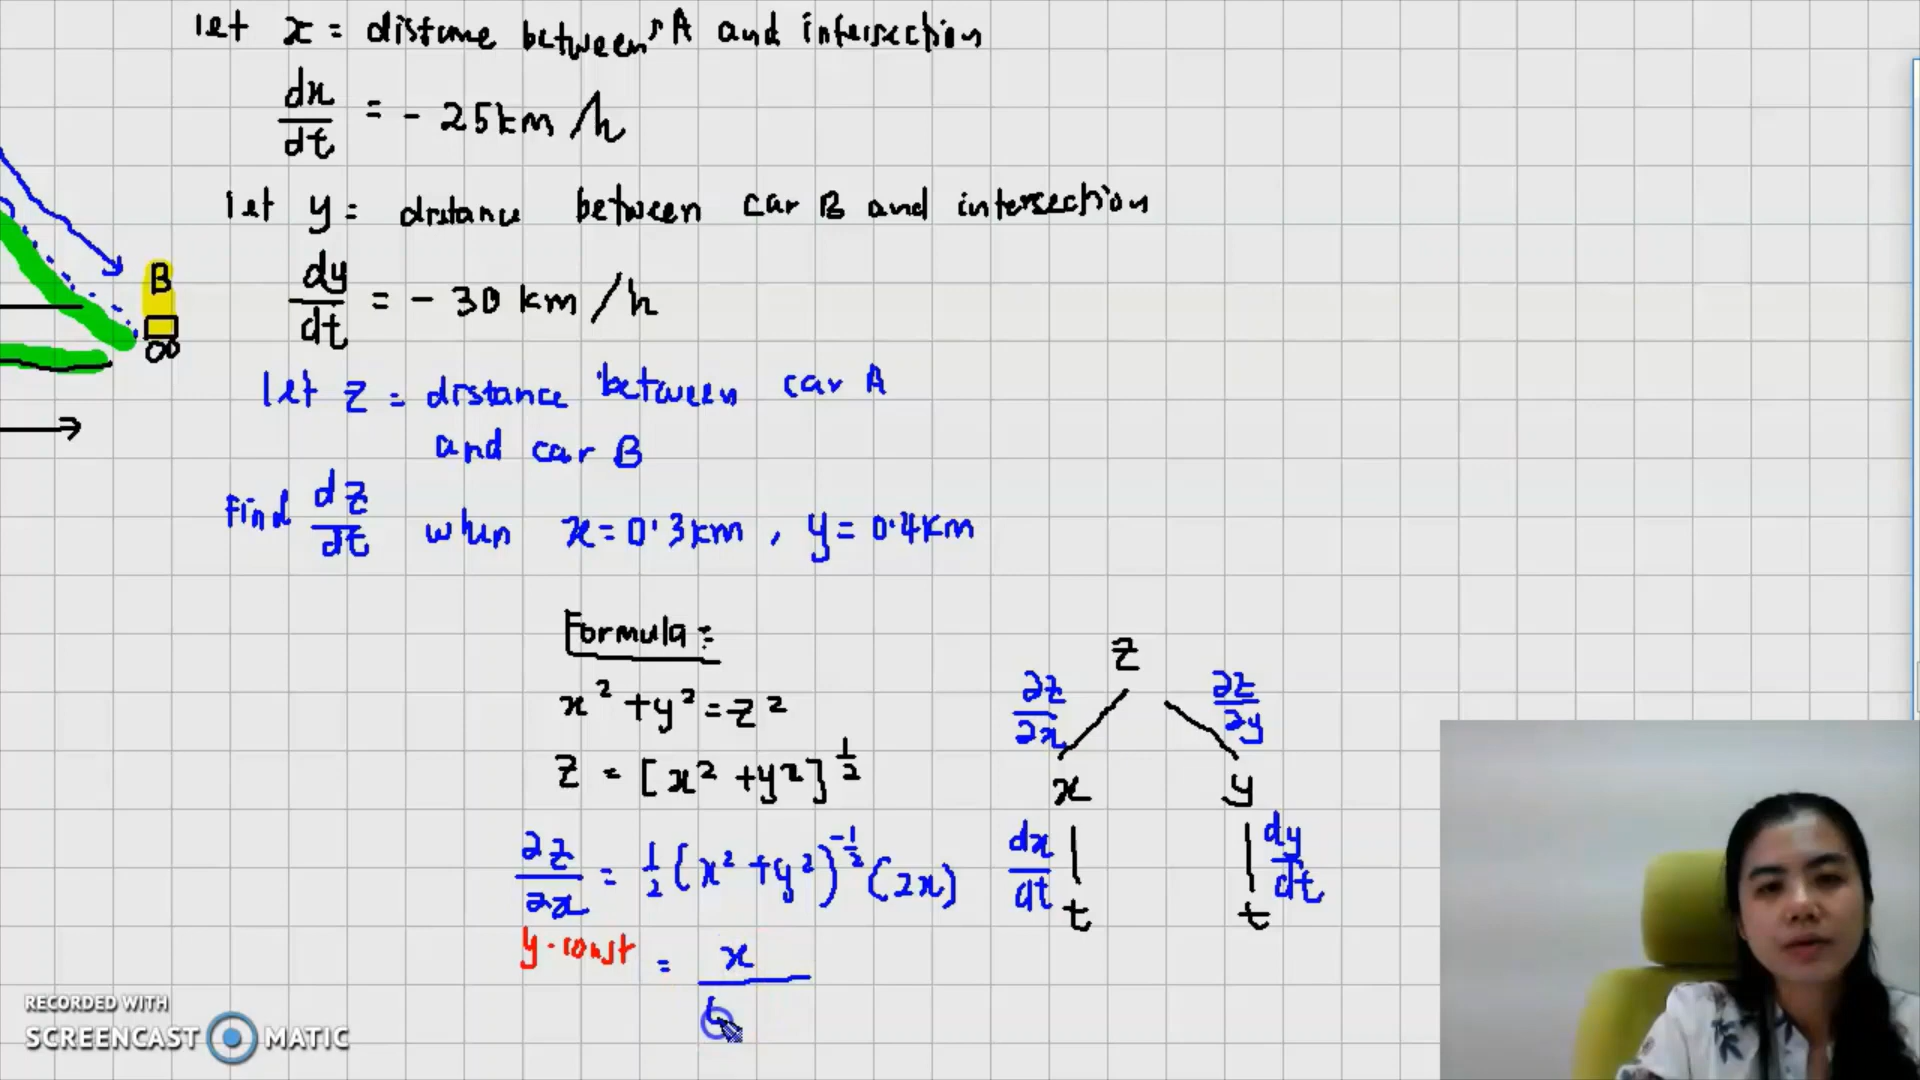 let x = distance between A and intersection
dx/dt = - 25 km /h
let y = distance between car B and intersection
dy/dt = - 30 km /h
B
let z = distance between car A
and car B
Find dz/dt when x = 0.3km , y = 0.4km
Formula :
x² + y² = z²
z = [x² + y²]^1/2
∂z/∂x = 1/2 (x² + y²)^-1/2 (2x)
y - const = x/(
z
∂z/∂x ∂z/∂y
x y
dx/dt dy/dt
t t
RECORDED WITH
SCREENCAST MATIC